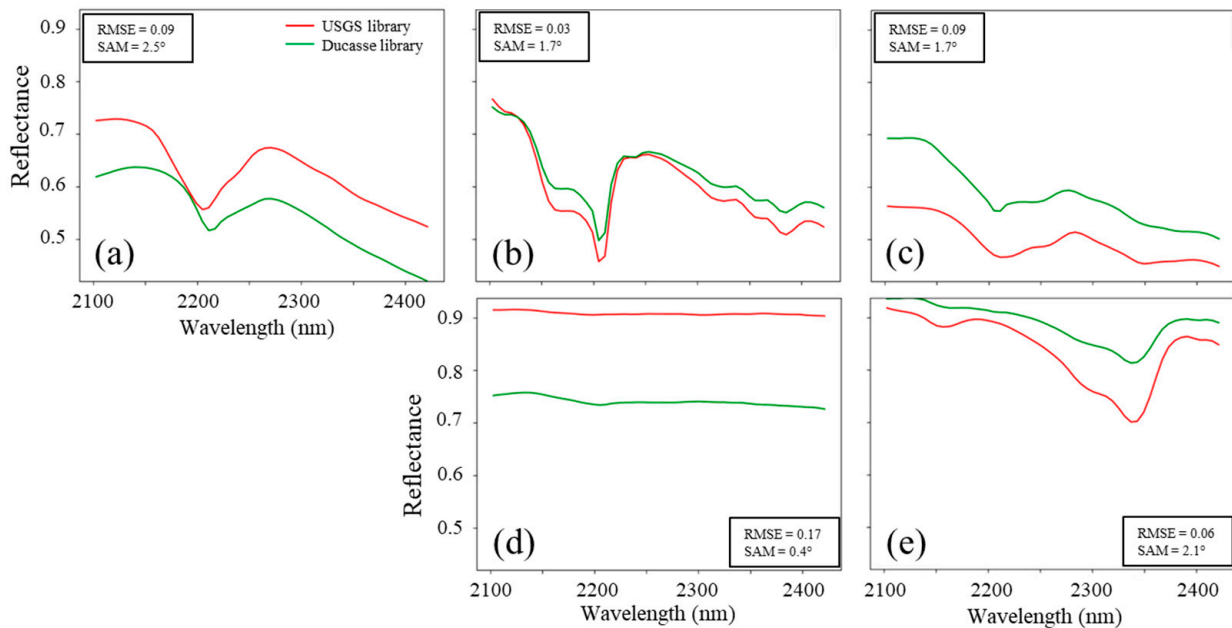 RMSE = 0.09
SAM = 2.5°
USGS library
Ducasse library
RMSE = 0.03
SAM = 1.7°
RMSE = 0.09
SAM = 1.7°
0.9
0.8
0.7
0.6
0.5
Reflectance
(a)
(b)
(c)
2100 2200 2300 2400
Wavelength (nm)
0.9
0.8
0.7
0.6
0.5
Reflectance
(d)
RMSE = 0.17
SAM = 0.4°
(e)
RMSE = 0.06
SAM = 2.1°
2100 2200 2300 2400
Wavelength (nm)
2100 2200 2300 2400
Wavelength (nm)